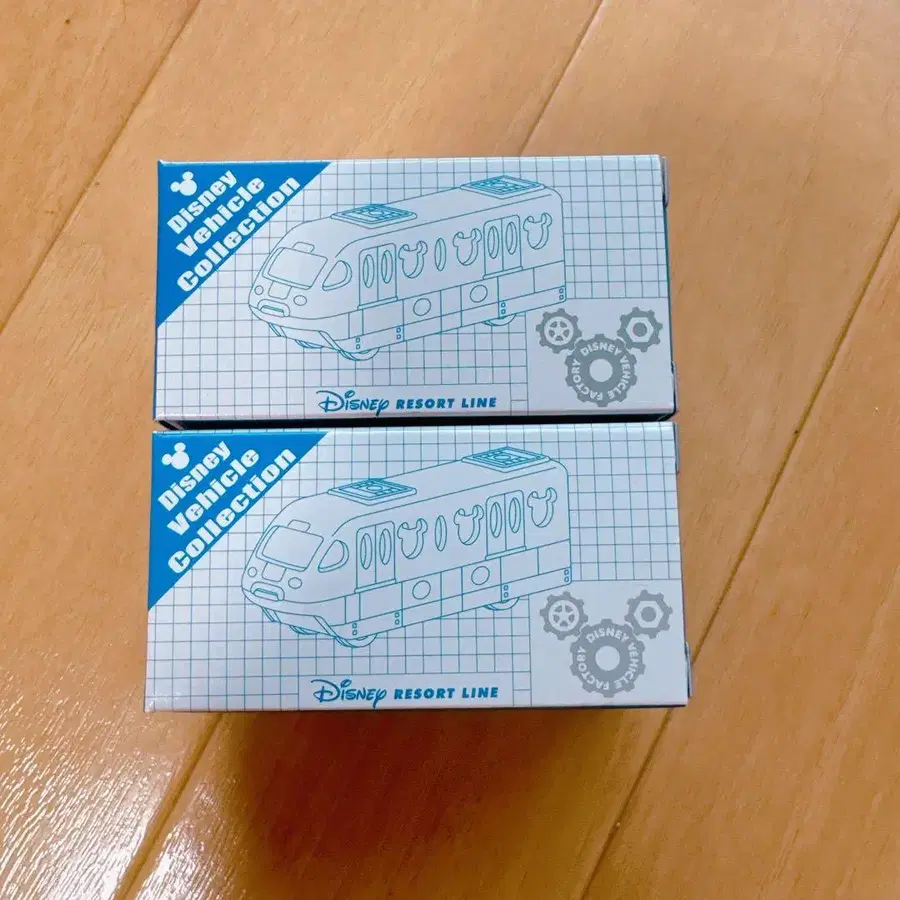 Disney
Vehicle
Collection
DISNEY VEHICLE FACTORY
Disney RESORT LINE
Disney
Vehicle
Collection
DISNEY VEHICLE FACTORY
Disney RESORT LINE